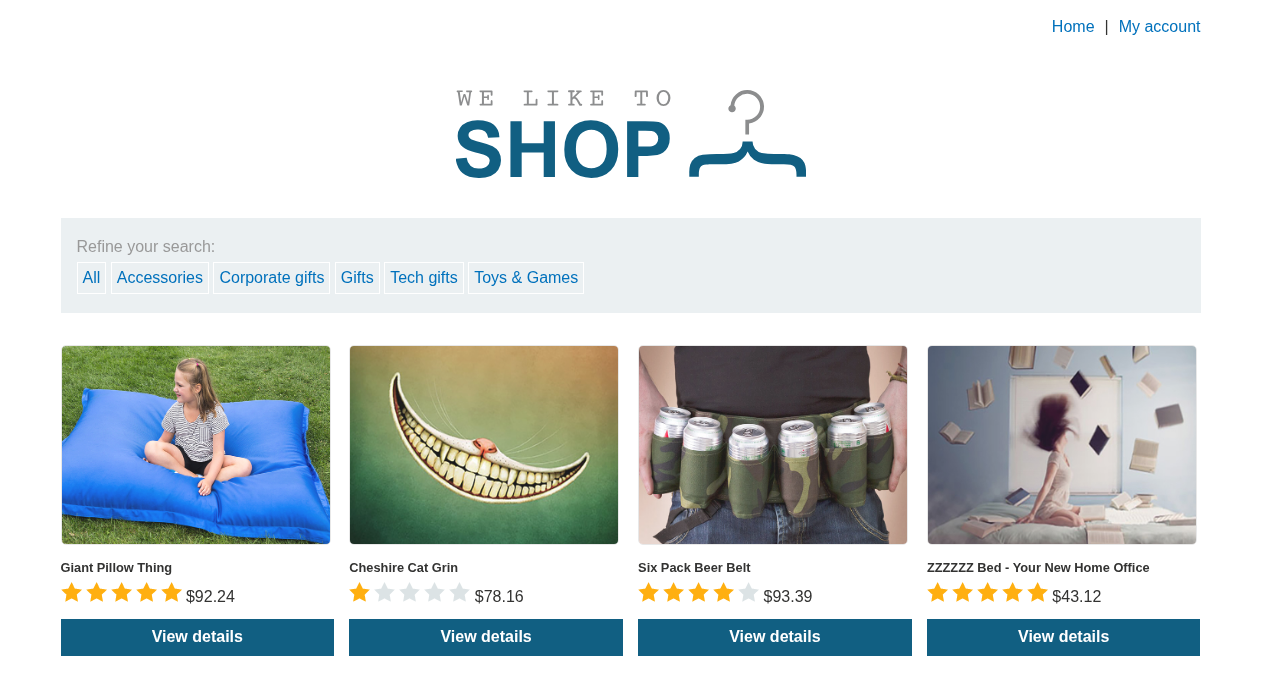 Home | My account
WE LIKE TO
SHOP
Refine your search:
All Accessories Corporate gifts Gifts Tech gifts Toys & Games
Giant Pillow Thing
$92.24
View details
Cheshire Cat Grin
$78.16
View details
Six Pack Beer Belt
$93.39
View details
ZZZZZZ Bed - Your New Home Office
$43.12
View details